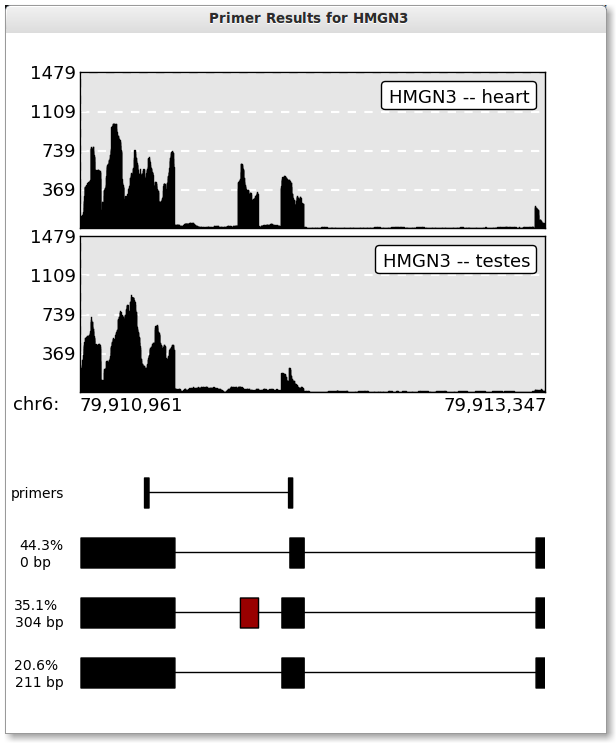 Primer Results for HMGN3
1479
HMGN3 -- heart
1109
739
369
1479
HMGN3 -- testes
1109
739
369
chr6: 79,910,961 79,913,347
primers
44.3%
0 bp
35.1%
304 bp
20.6%
211 bp